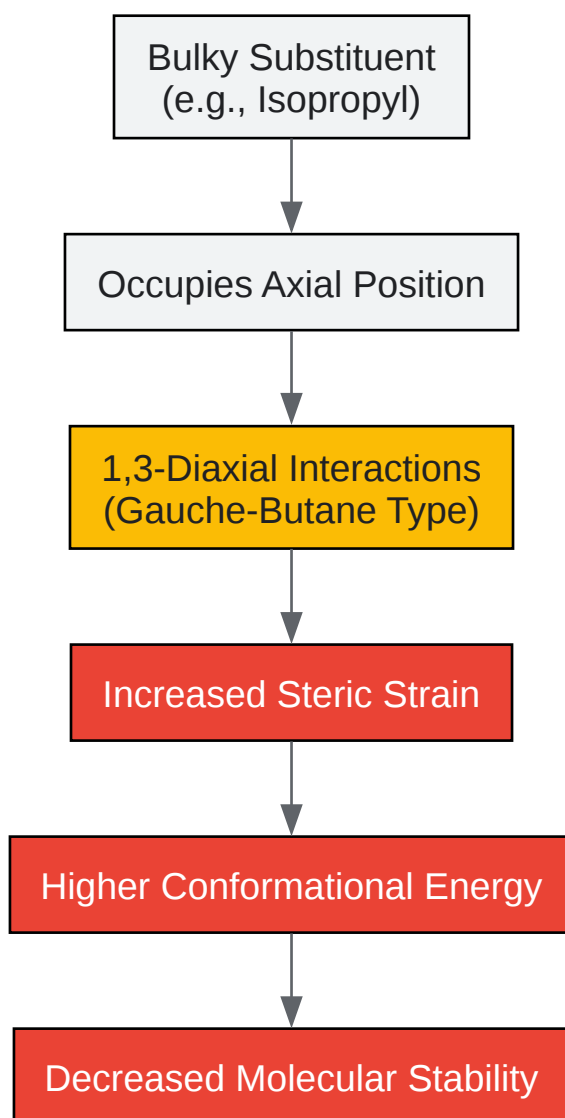 Bulky Substituent
(e.g., Isopropyl)
Occupies Axial Position
1,3-Diaxial Interactions
(Gauche-Butane Type)
Increased Steric Strain
Higher Conformational Energy
Decreased Molecular Stability